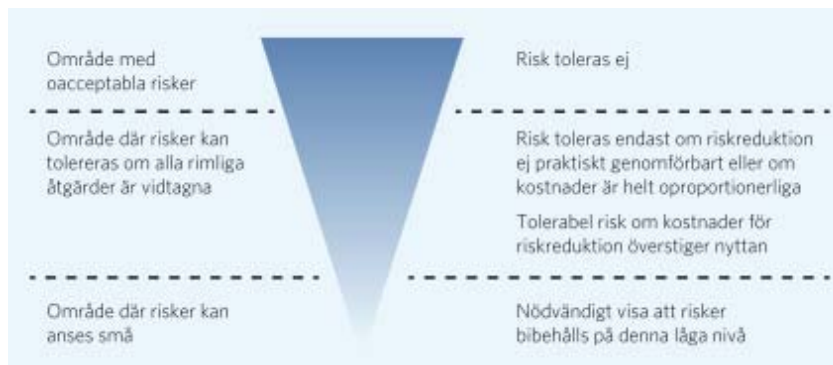 Område med
oacceptabla risker
Risk toleras ej
Område där risker kan
tolereras om alla rimliga
åtgärder är vidtagna
Risk toleras endast om riskreduktion
ej praktiskt genomförbart eller om
kostnader är helt oproportionerliga
Tolerabel risk om kostnader för
riskreduktion överstiger nyttan
Område där risker kan
anses små
Nödvändigt visa att risker
bibehålls på denna låga nivå